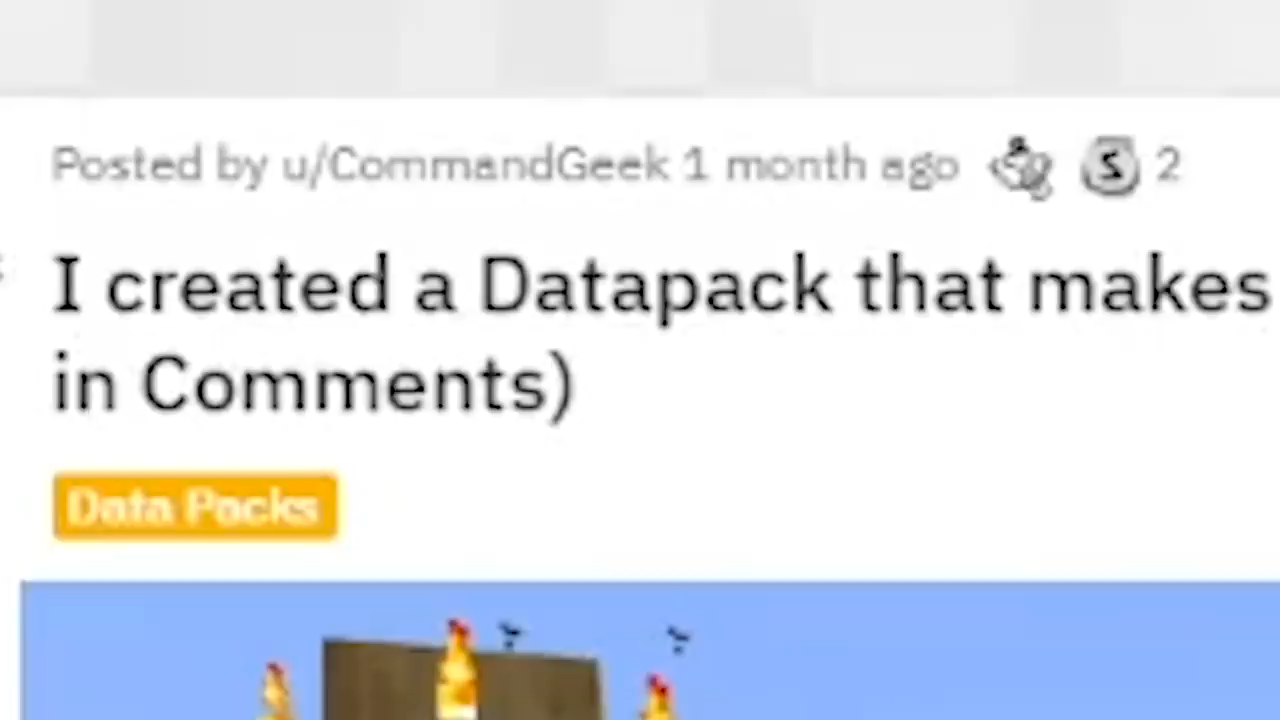 Posted by u/CommandGeek 1 month ago S 2
I created a Datapack that makes
in Comments)
Data Packs